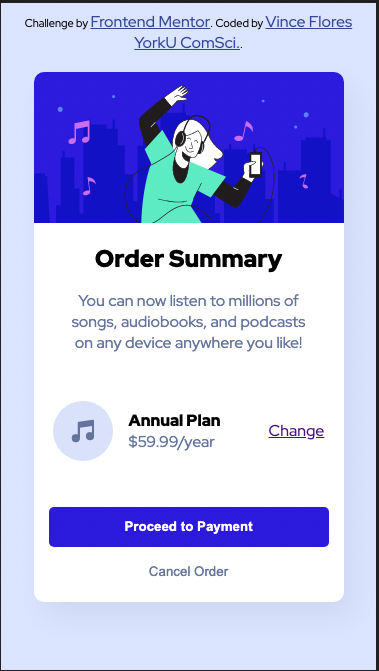 Challenge by Frontend Mentor. Coded by Vince Flores
YorkU ComSci..
Order Summary
You can now listen to millions of
songs, audiobooks, and podcasts
on any device anywhere you like!
Annual Plan
$59.99/year
Change
Proceed to Payment
Cancel Order